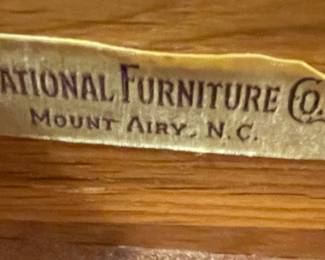 ATIONAL FURNITURE CO.
MOUNT AIRY, N.C.